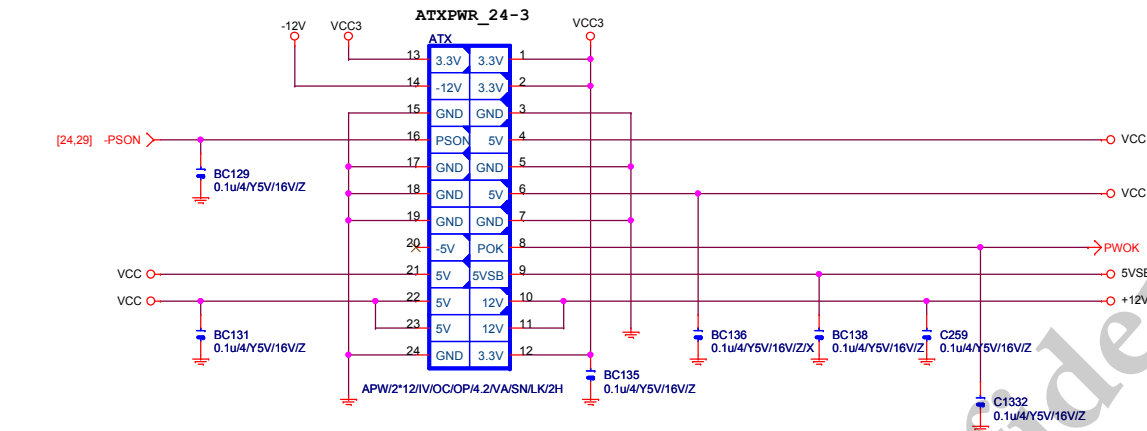 ATXPWR_24-3
-12V VCC3 VCC3
ATX
13 3.3V 3.3V 1
14 -12V 3.3V 2
15 GND GND 3
[24,29] -PSON 16 PSON 5V 4 VCC
17 GND GND 5
BC129
0.1u/4/Y5V/16V/Z
18 GND 5V 6 VCC
19 GND GND 7
20 -5V POK 8 PWOK
VCC 21 5V 5VSB 9 5VSB
VCC 22 5V 12V 10 +12V
23 5V 12V 11
BC131
0.1u/4/Y5V/16V/Z
BC136
0.1u/4/Y5V/16V/Z/X
BC138
0.1u/4/Y5V/16V/Z
C259
0.1u/4/Y5V/16V/Z
24 GND 3.3V 12
APW/2*12/IV/OC/OP/4.2/VA/SN/LK/2H
BC135
0.1u/4/Y5V/16V/Z
C1332
0.1u/4/Y5V/16V/Z